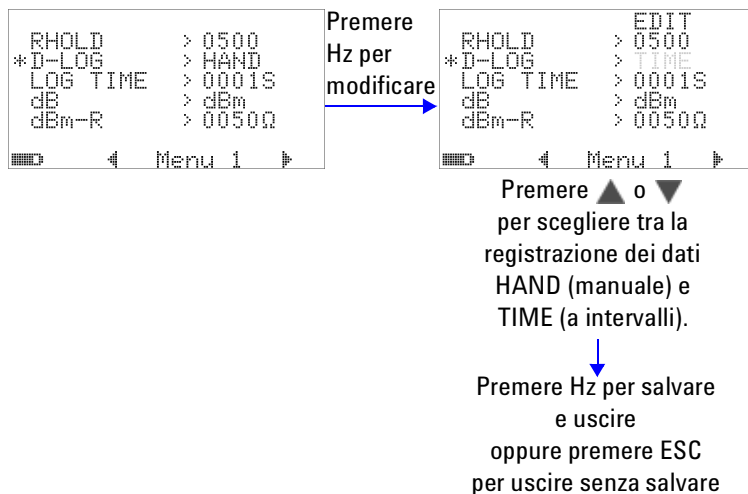 RHOLD > 0500
*D-LOG > HAND
LOG TIME > 0001S
dB > dBm
dBm-R > 0050Ω
Menu 1
Premere
Hz per
modificare
EDIT
RHOLD > 0500
*D-LOG > TIME
LOG TIME > 0001S
dB > dBm
dBm-R > 0050Ω
Menu 1
Premere ▲ o ▼
per scegliere tra la
registrazione dei dati
HAND (manuale) e
TIME (a intervalli).
Premere Hz per salvare
e uscire
oppure premere ESC
per uscire senza salvare